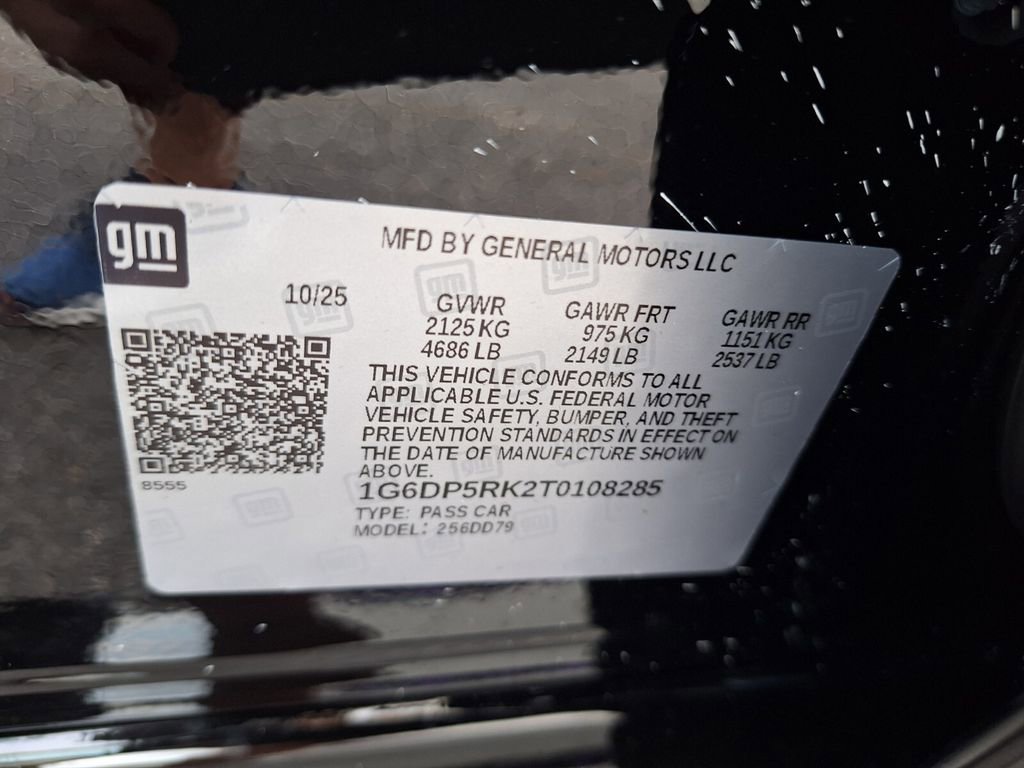 gm
MFD BY GENERAL MOTORS LLC
10/25
GVWR
2125 KG
4686 LB
GAWR FRT
975 KG
2149 LB
GAWR RR
1151 KG
2537 LB
THIS VEHICLE CONFORMS TO ALL
APPLICABLE U.S. FEDERAL MOTOR
VEHICLE SAFETY, BUMPER, AND THEFT
PREVENTION STANDARDS IN EFFECT ON
THE DATE OF MANUFACTURE SHOWN
ABOVE.
8555
1G6DP5RK2T0108285
TYPE: PASS CAR
MODEL: 256DD79